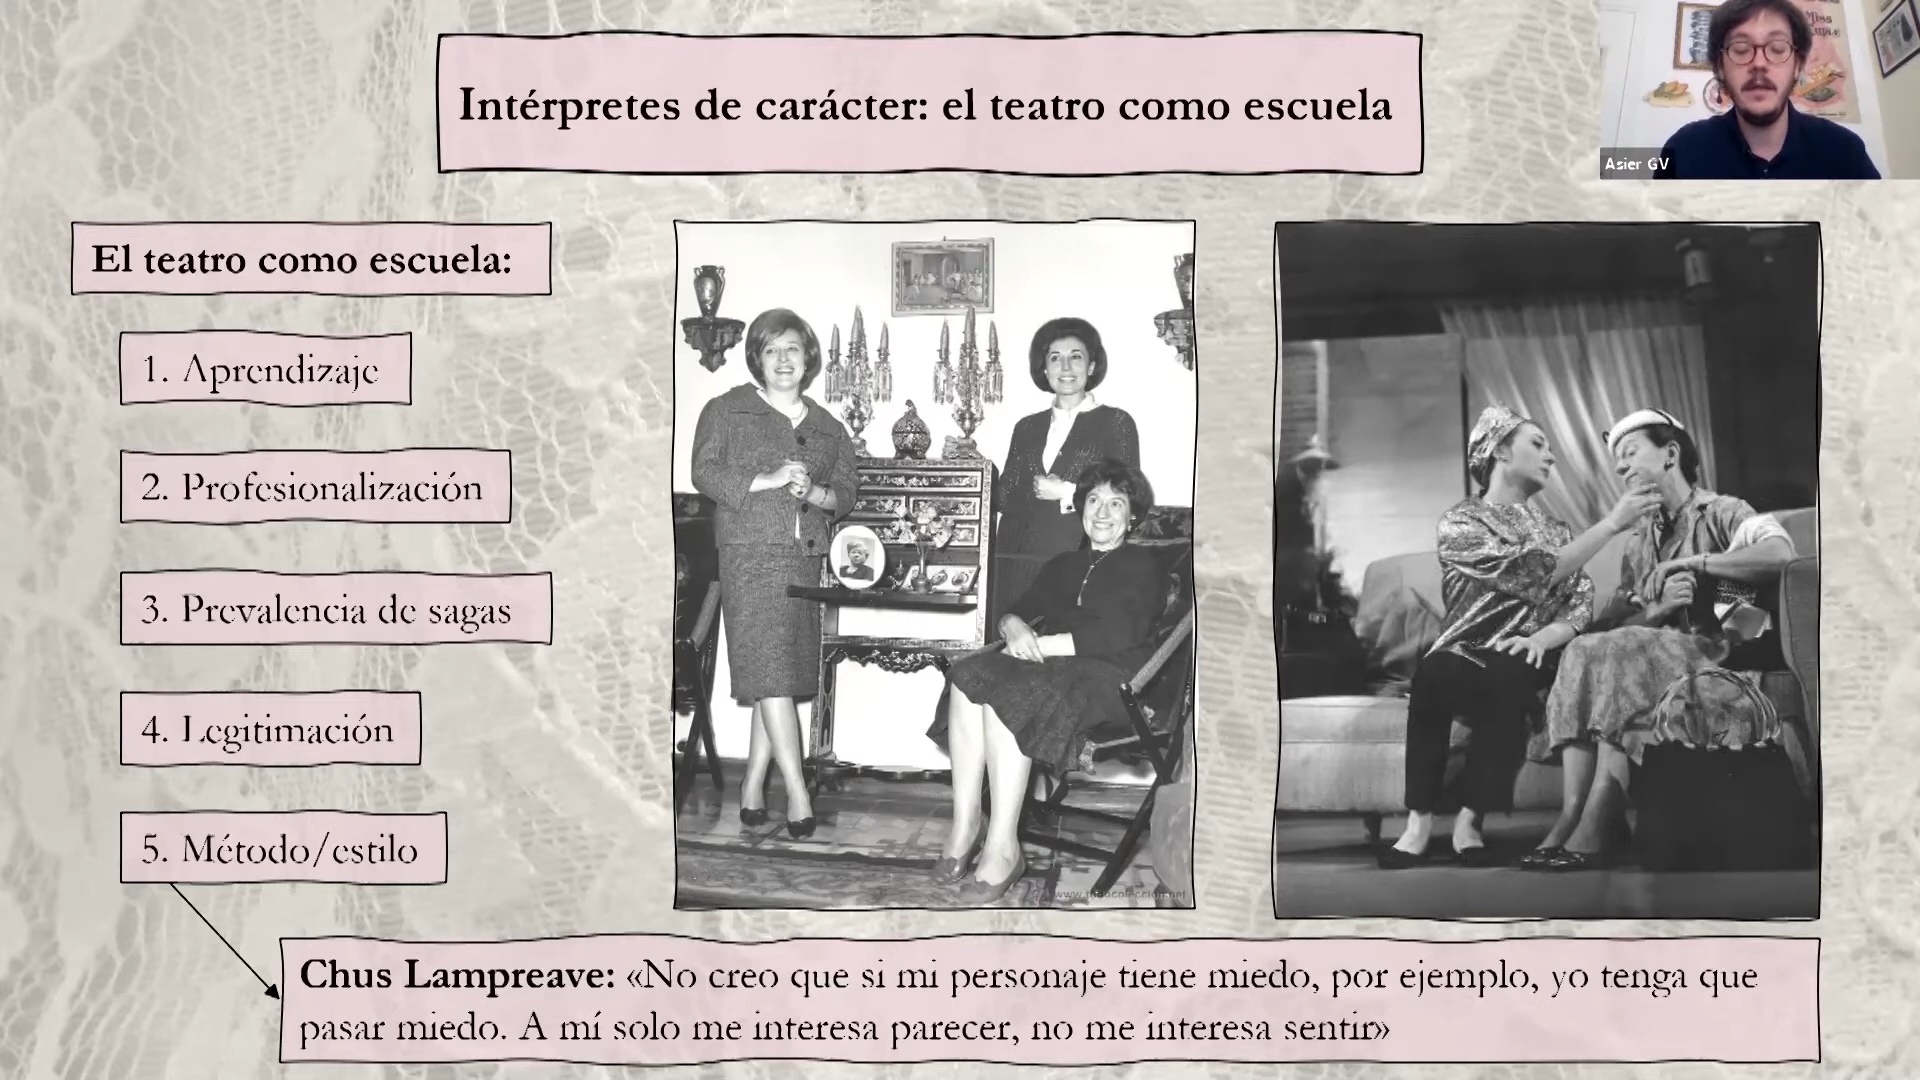 Intérpretes de carácter: el teatro como escuela
Asier GV
El teatro como escuela:
1. Aprendizaje
2. Profesionalización
3. Prevalencia de sagas
4. Legitimación
5. Método/estilo
Chus Lampreave: «No creo que si mi personaje tiene miedo, por ejemplo, yo tenga que
pasar miedo. A mí solo me interesa parecer, no me interesa sentir»